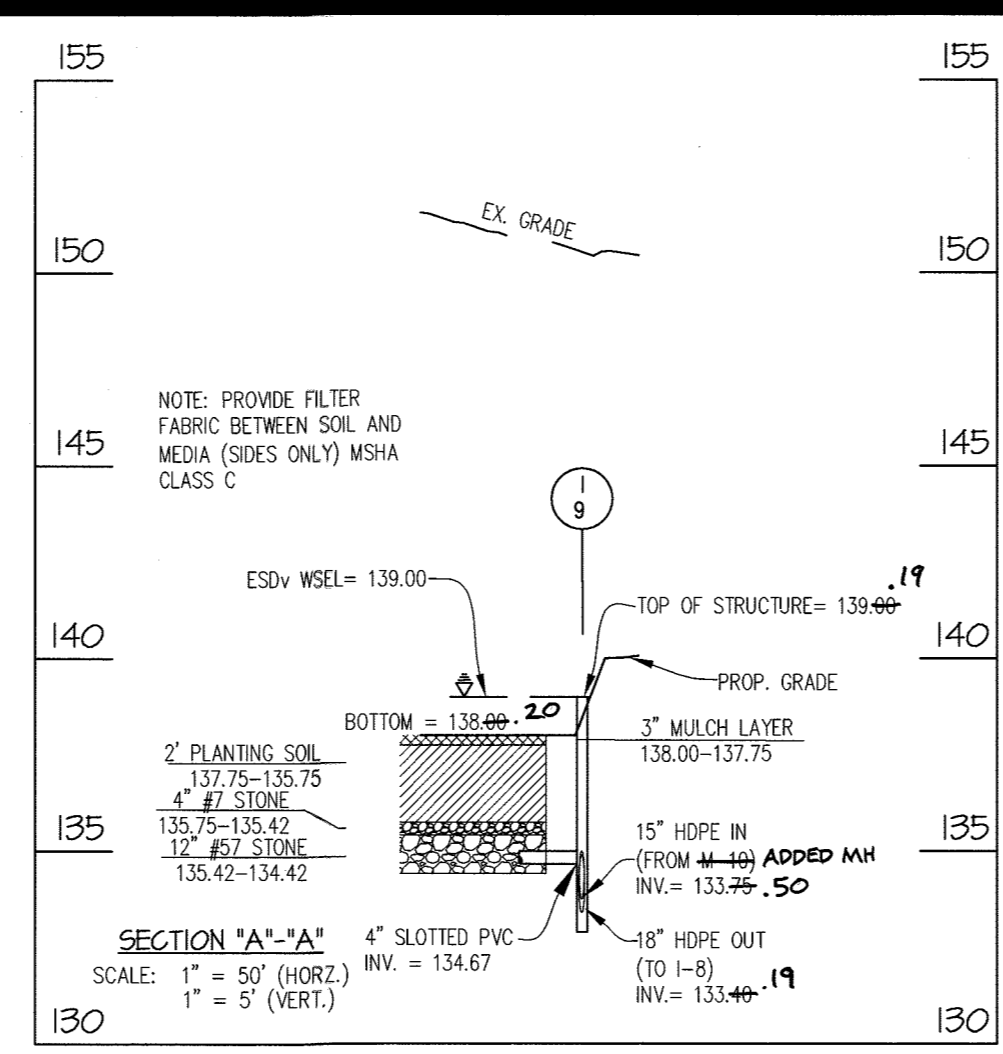 155 155
EX. GRADE
150 150
NOTE: PROVIDE FILTER
FABRIC BETWEEN SOIL AND
MEDIA (SIDES ONLY) MSHA
CLASS C
145 145
I
9
ESDv WSEL= 139.00
.19
TOP OF STRUCTURE= 139.00
140 140
PROP. GRADE
BOTTOM = 138.00 .20
3" MULCH LAYER
138.00-137.75
2' PLANTING SOIL
137.75-135.75
4" #7 STONE
135.75-135.42
12" #57 STONE
135.42-134.42
135 135
15" HDPE IN
(FROM M-10) ADDED MH
INV.= 133.75 .50
4" SLOTTED PVC
INV. = 134.67
18" HDPE OUT
(TO I-8)
INV.= 133.40 .19
SECTION "A"-"A"
SCALE: 1" = 50' (HORZ.)
1" = 5' (VERT.)
130 130